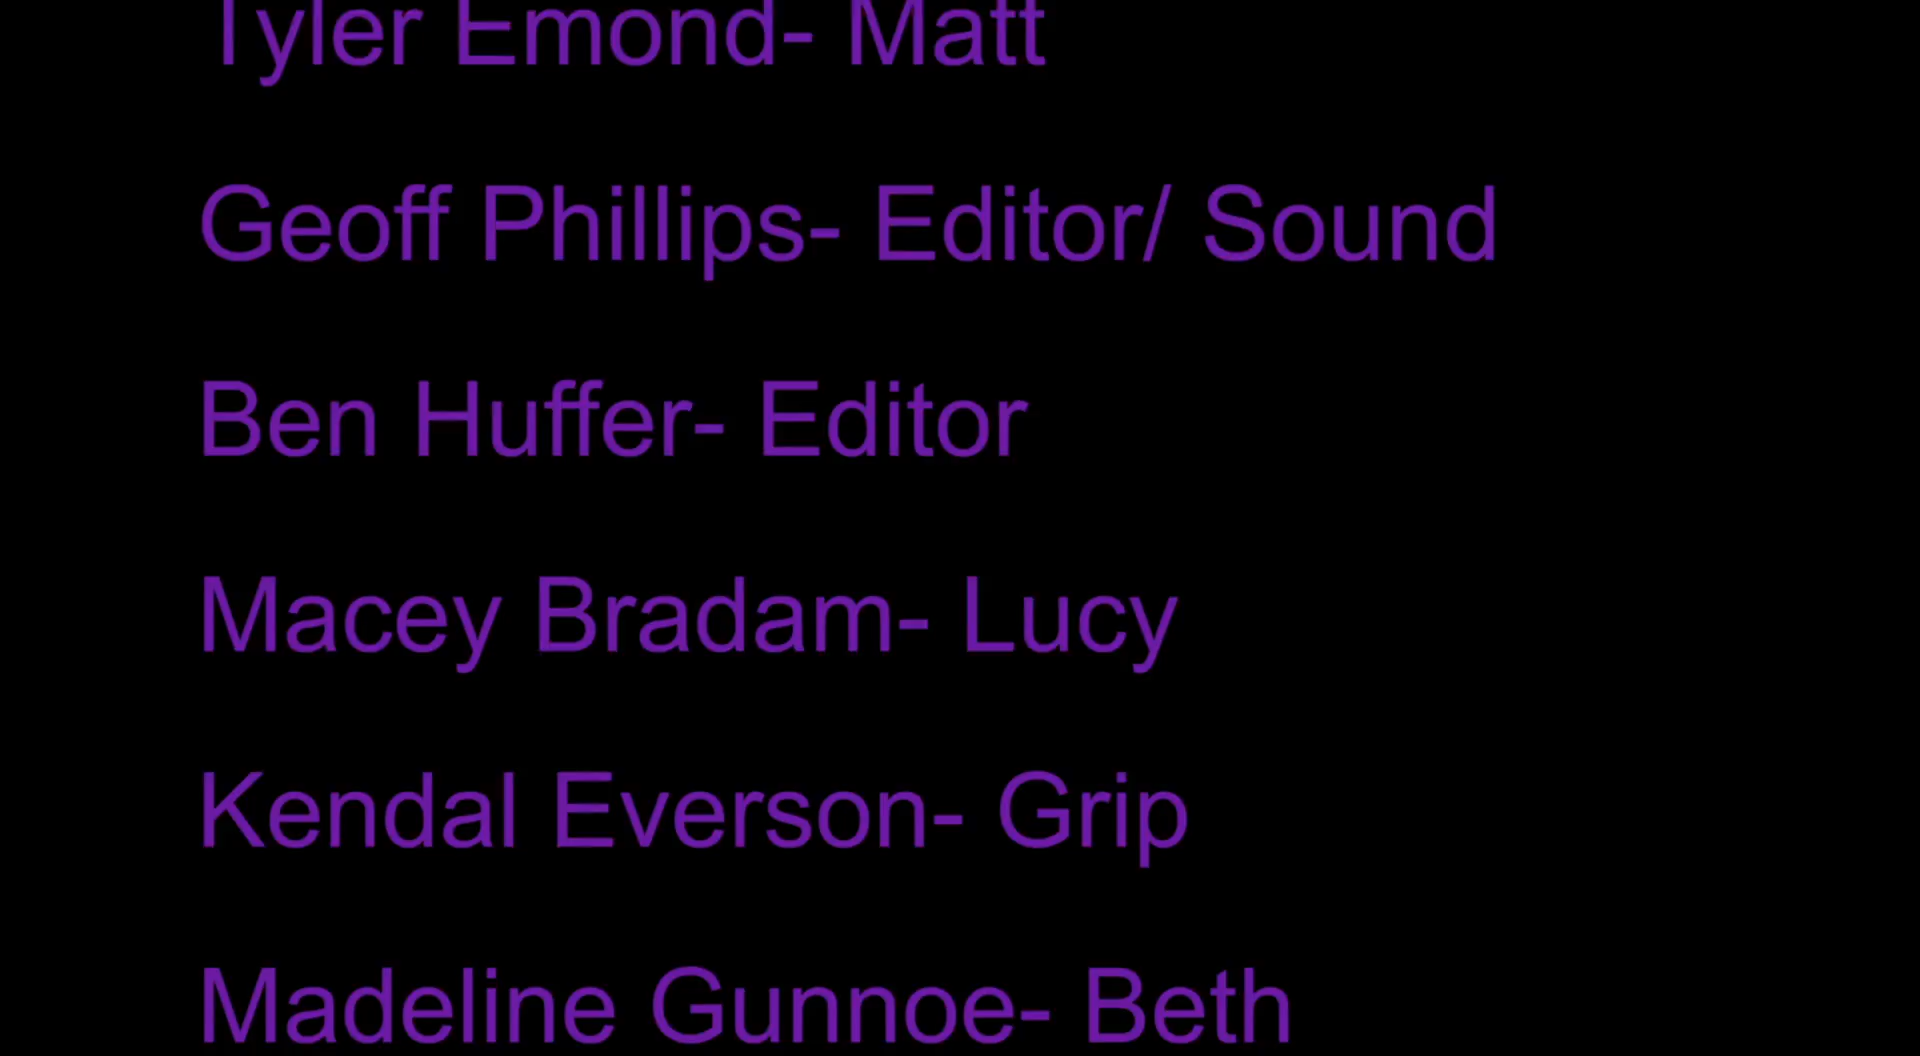 Tyler Emond- Matt
Geoff Phillips- Editor/ Sound
Ben Huffer- Editor
Macey Bradam- Lucy
Kendal Everson- Grip
Madeline Gunnoe- Beth